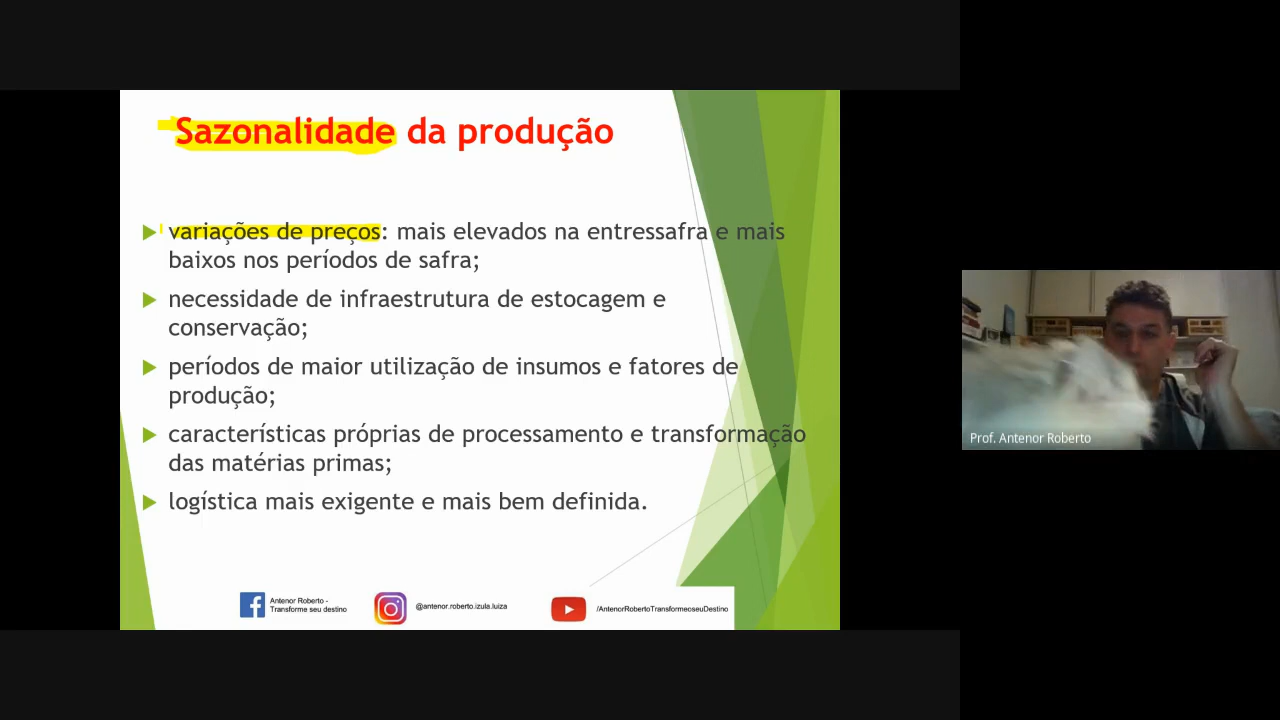 Sazonalidade da produção
variações de preços: mais elevados na entressafra e mais
baixos nos períodos de safra;
necessidade de infraestrutura de estocagem e
conservação;
períodos de maior utilização de insumos e fatores de
produção;
características próprias de processamento e transformação
das matérias primas;
logística mais exigente e mais bem definida.
Antenor Roberto -
Transforme seu destino
@antenor.roberto.izula.luiza
/AntenorRobertoTransformeoseuDestino
Prof. Antenor Roberto